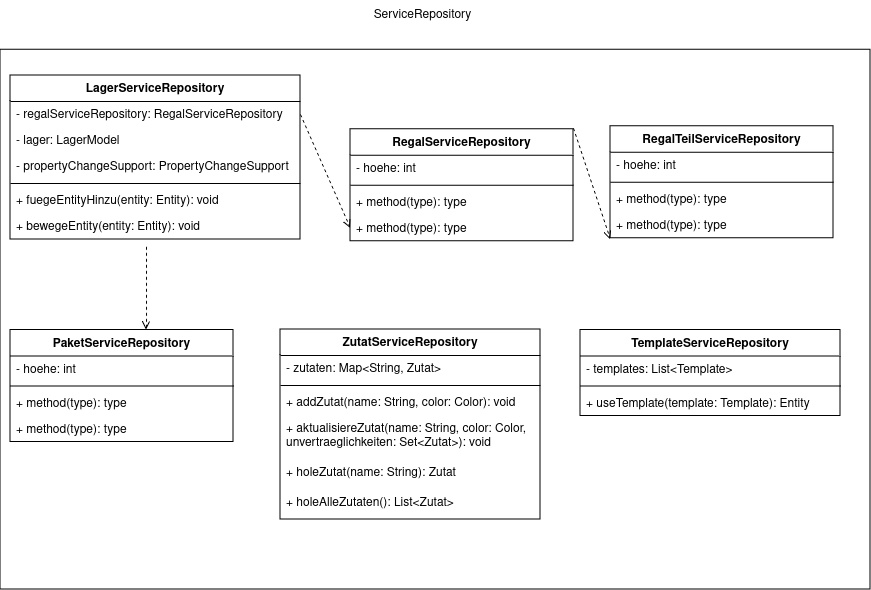 ServiceRepository
LagerServiceRepository
- regalServiceRepository: RegalServiceRepository
- lager: LagerModel
- propertyChangeSupport: PropertyChangeSupport
+ fuegeEntityHinzu(entity: Entity): void
+ bewegeEntity(entity: Entity): void
RegalServiceRepository
- hoehe: int
+ method(type): type
+ method(type): type
RegalTeilServiceRepository
- hoehe: int
+ method(type): type
+ method(type): type
PaketServiceRepository
- hoehe: int
+ method(type): type
+ method(type): type
ZutatServiceRepository
- zutaten: Map<String, Zutat>
+ addZutat(name: String, color: Color): void
+ aktualisiereZutat(name: String, color: Color,
unvertraeglichkeiten: Set<Zutat>): void
+ holeZutat(name: String): Zutat
+ holeAlleZutaten(): List<Zutat>
TemplateServiceRepository
- templates: List<Template>
+ useTemplate(template: Template): Entity